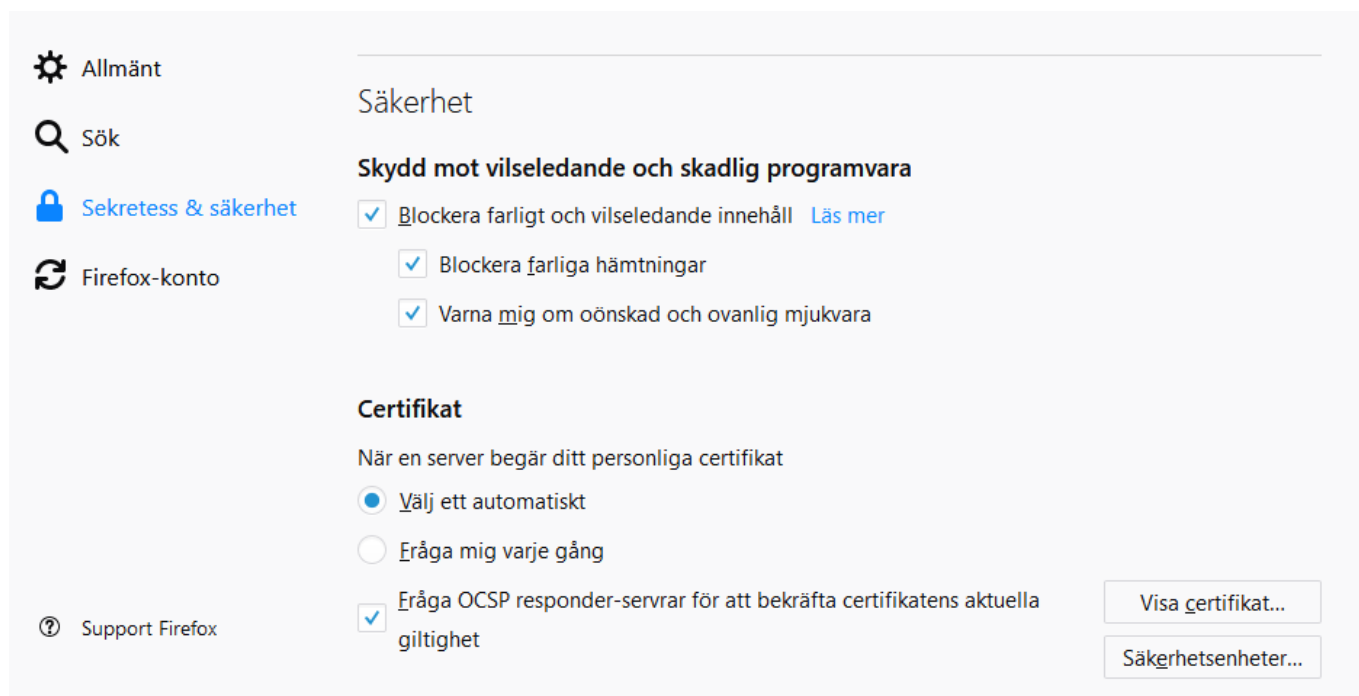 Allmänt
Sök
Sekretess & säkerhet
Firefox-konto
Support Firefox
Säkerhet
Skydd mot vilseledande och skadlig programvara
Blockera farligt och vilseledande innehåll Läs mer
Blockera farliga hämtningar
Varna mig om oönskad och ovanlig mjukvara
Certifikat
När en server begär ditt personliga certifikat
Välj ett automatiskt
Fråga mig varje gång
Fråga OCSP responder-servrar för att bekräfta certifikatens aktuella
giltighet
Visa certifikat...
Säkerhetsenheter...